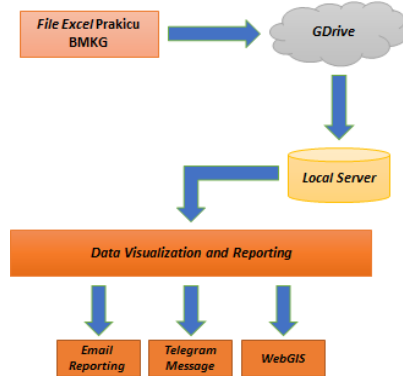 File Excel Prakicu
BMKG
GDrive
Local Server
Data Visualization and Reporting
Email
Reporting
Telegram
Message
WebGIS